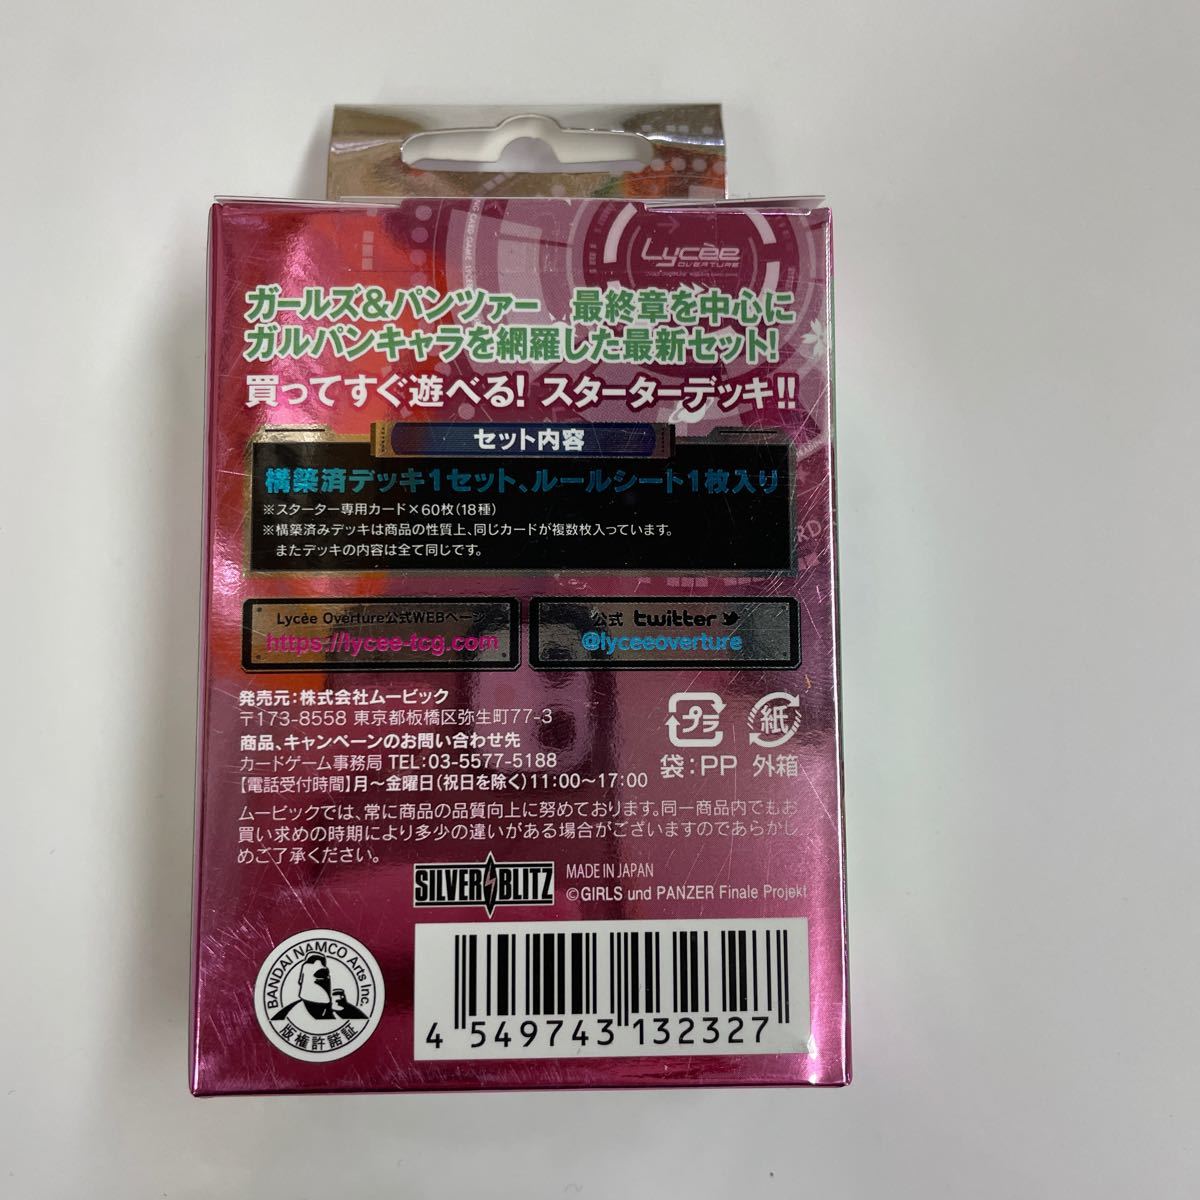 Lycèe
OVERTURE
ガールズ&パンツァー　最終章を中心に
ガルパンキャラを網羅した最新セット!
買ってすぐ遊べる! スターターデッキ!!
セット内容
構築済デッキ1セット、ルールシート1枚入り
※スターター専用カード×60枚(18種)
※構築済みデッキは商品の性質上、同じカードが複数枚入っています。
またデッキの内容は全て同じです。
Lycèe Overture公式WEBページ
https://lycee-tcg.com
公式 twitter
@lyceeoverture
発売元:株式会社ムービック
〒173-8558 東京都板橋区弥生町77-3
商品、キャンペーンのお問い合わせ先
カードゲーム事務局 TEL:03-5577-5188
【電話受付時間】月~金曜日(祝日を除く)11:00~17:00
プラ
袋:PP
紙
外箱
ムービックでは、常に商品の品質向上に努めております。同一商品内でもお
買い求めの時期により多少の違いがある場合がございますのであらかじ
めご了承ください。
SILVER BLITZ
MADE IN JAPAN
©GIRLS und PANZER Finale Projekt
BANDAI NAMCO Arts Inc.
版権許諾証
4 549743 132327